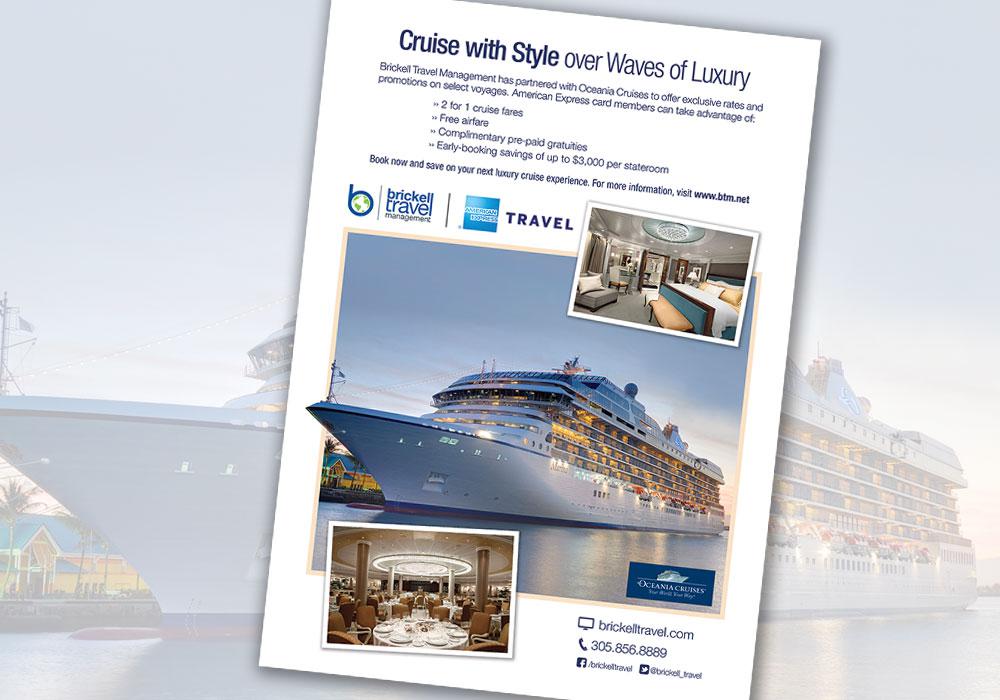 Cruise with Style over Waves of Luxury
Brickell Travel Management has partnered with Oceania Cruises to offer exclusive rates and
promotions on select voyages. American Express card members can take advantage of:
›› 2 for 1 cruise fares
›› Free airfare
›› Complimentary pre-paid gratuities
›› Early-booking savings of up to $3,000 per stateroom
Book now and save on your next luxury cruise experience. For more information, visit www.btm.net
b
brickell
travel
management
AMERICAN
EXPRESS
®
TRAVEL
OCEANIA CRUISES®
Your World. Your Way.®
brickelltravel.com
305.856.8889
/brickelltravel @brickell_travel